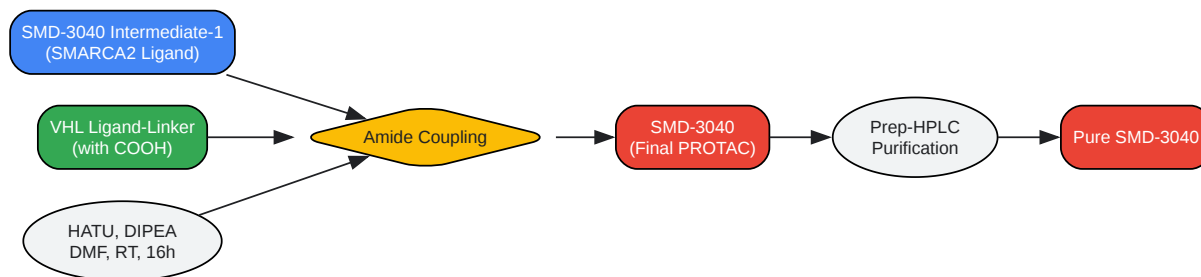 SMD-3040 Intermediate-1
(SMARCA2 Ligand)
VHL Ligand-Linker
(with COOH)
HATU, DIPEA
DMF, RT, 16h
Amide Coupling
SMD-3040
(Final PROTAC)
Prep-HPLC
Purification
Pure SMD-3040